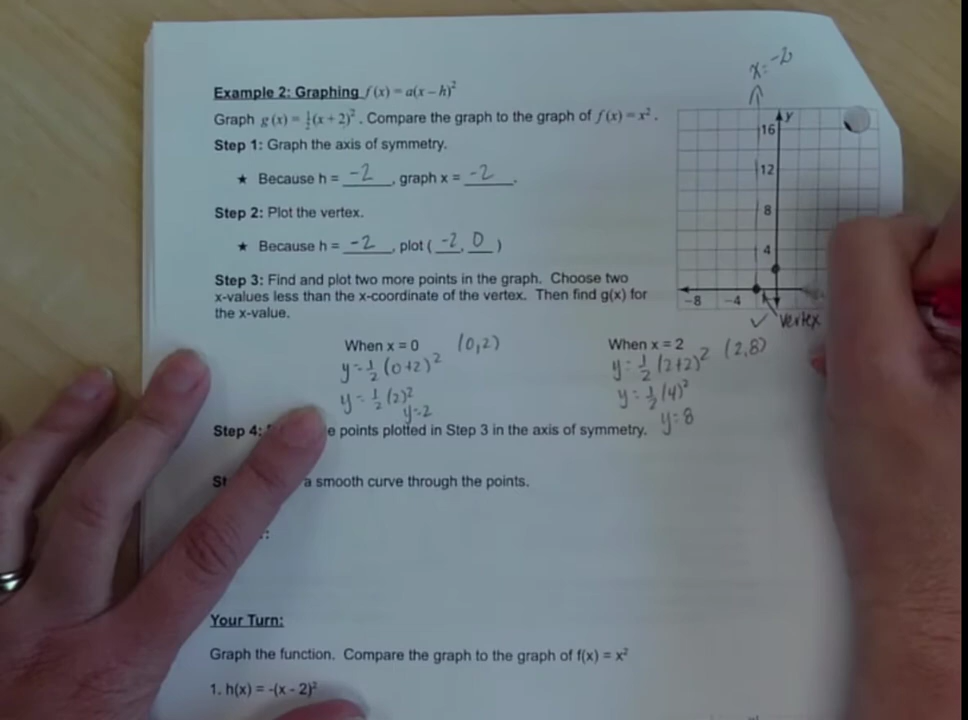 x=-2
Example 2: Graphing f(x) = a(x – h)²
Graph g(x) = ½(x + 2)². Compare the graph to the graph of f(x) = x².
Step 1: Graph the axis of symmetry.
★ Because h = -2, graph x = -2.
Step 2: Plot the vertex.
★ Because h = -2, plot (-2, 0)
Step 3: Find and plot two more points in the graph. Choose two
x-values less than the x-coordinate of the vertex. Then find g(x) for
the x-value.
y
16
12
8
4
-8 -4
vertex
When x = 0 (0,2)
y=½(0+2)²
y=½(2)²
y=2
When x = 2 (2,8)
y=½(2+2)²
y=½(4)²
y=8
Step 4: e points plotted in Step 3 in the axis of symmetry.
St a smooth curve through the points.
:
Your Turn:
Graph the function. Compare the graph to the graph of f(x) = x²
1. h(x) = -(x - 2)²